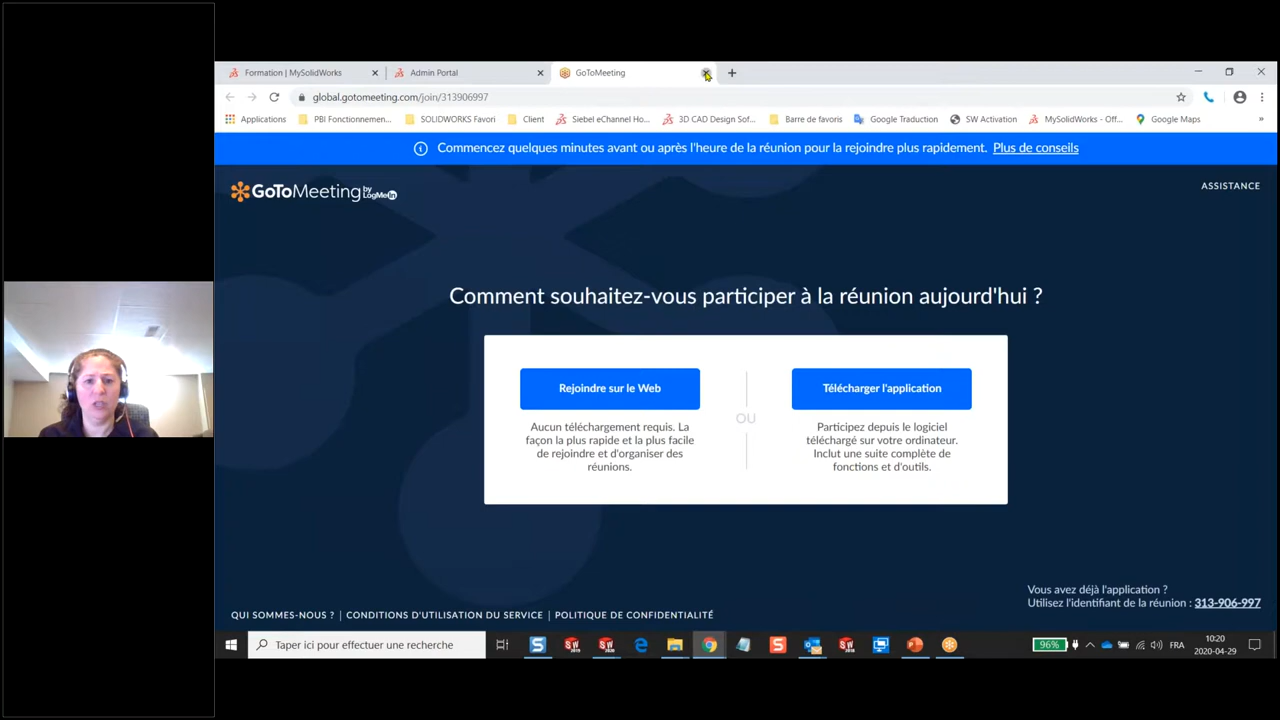 Formation | MySolidWorks
Admin Portal
GoToMeeting
global.gotomeeting.com/join/313906997
Applications
PBI Fonctionnemen...
SOLIDWORKS Favori
Client
Siebel eChannel Ho...
3D CAD Design Sof...
Barre de favoris
Google Traduction
SW Activation
MySolidWorks - Off...
Google Maps
»
Commencez quelques minutes avant ou après l'heure de la réunion pour la rejoindre plus rapidement. Plus de conseils
GoToMeeting by LogMeIn
ASSISTANCE
Comment souhaitez-vous participer à la réunion aujourd'hui ?
Rejoindre sur le Web
Aucun téléchargement requis. La
façon la plus rapide et la plus facile
de rejoindre et d'organiser des
réunions.
OU
Télécharger l'application
Participez depuis le logiciel
téléchargé sur votre ordinateur.
Inclut une suite complète de
fonctions et d'outils.
Vous avez déjà l'application ?
Utilisez l'identifiant de la réunion : 313-906-997
QUI SOMMES-NOUS ? | CONDITIONS D'UTILISATION DU SERVICE | POLITIQUE DE CONFIDENTIALITÉ
Taper ici pour effectuer une recherche
96%
FRA
10:20
2020-04-29